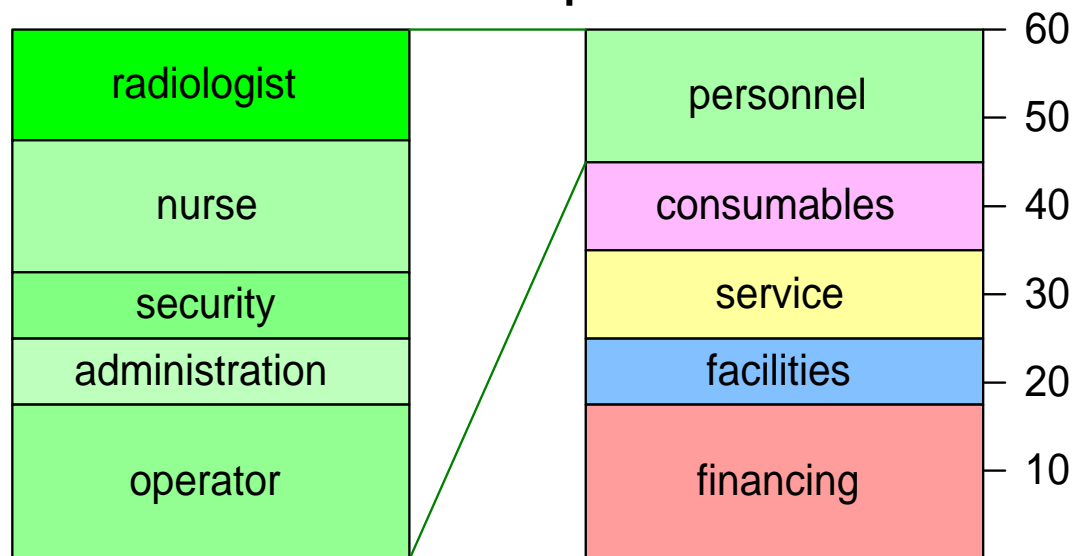 radiologist
nurse
security
administration
operator
personnel
consumables
service
facilities
financing
60
50
40
30
20
10